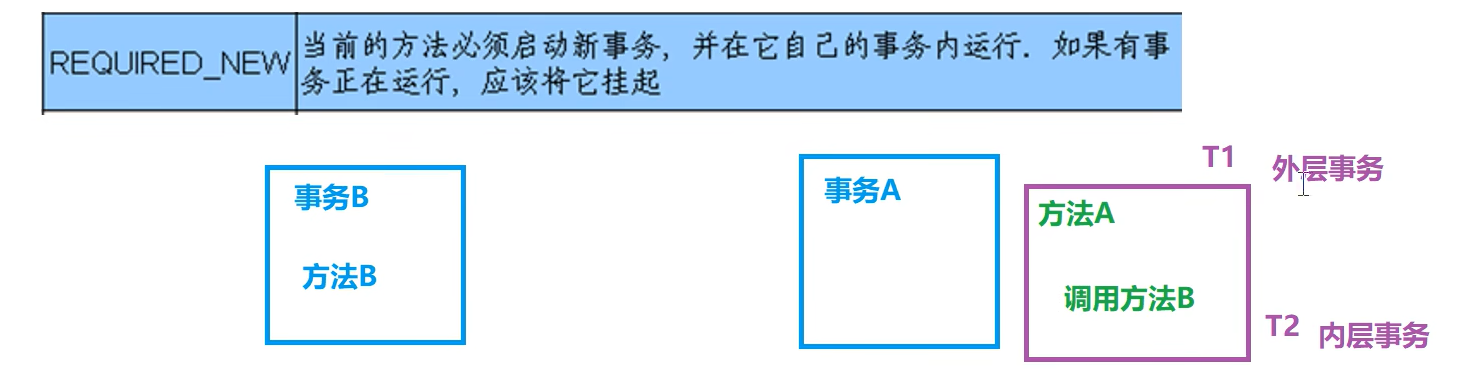 REQUIRED_NEW
当前的方法必须启动新事务, 并在它自己的事务内运行. 如果有事
务正在运行, 应该将它挂起
事务B
方法B
事务A
T1 外层事务
方法A
调用方法B
T2 内层事务